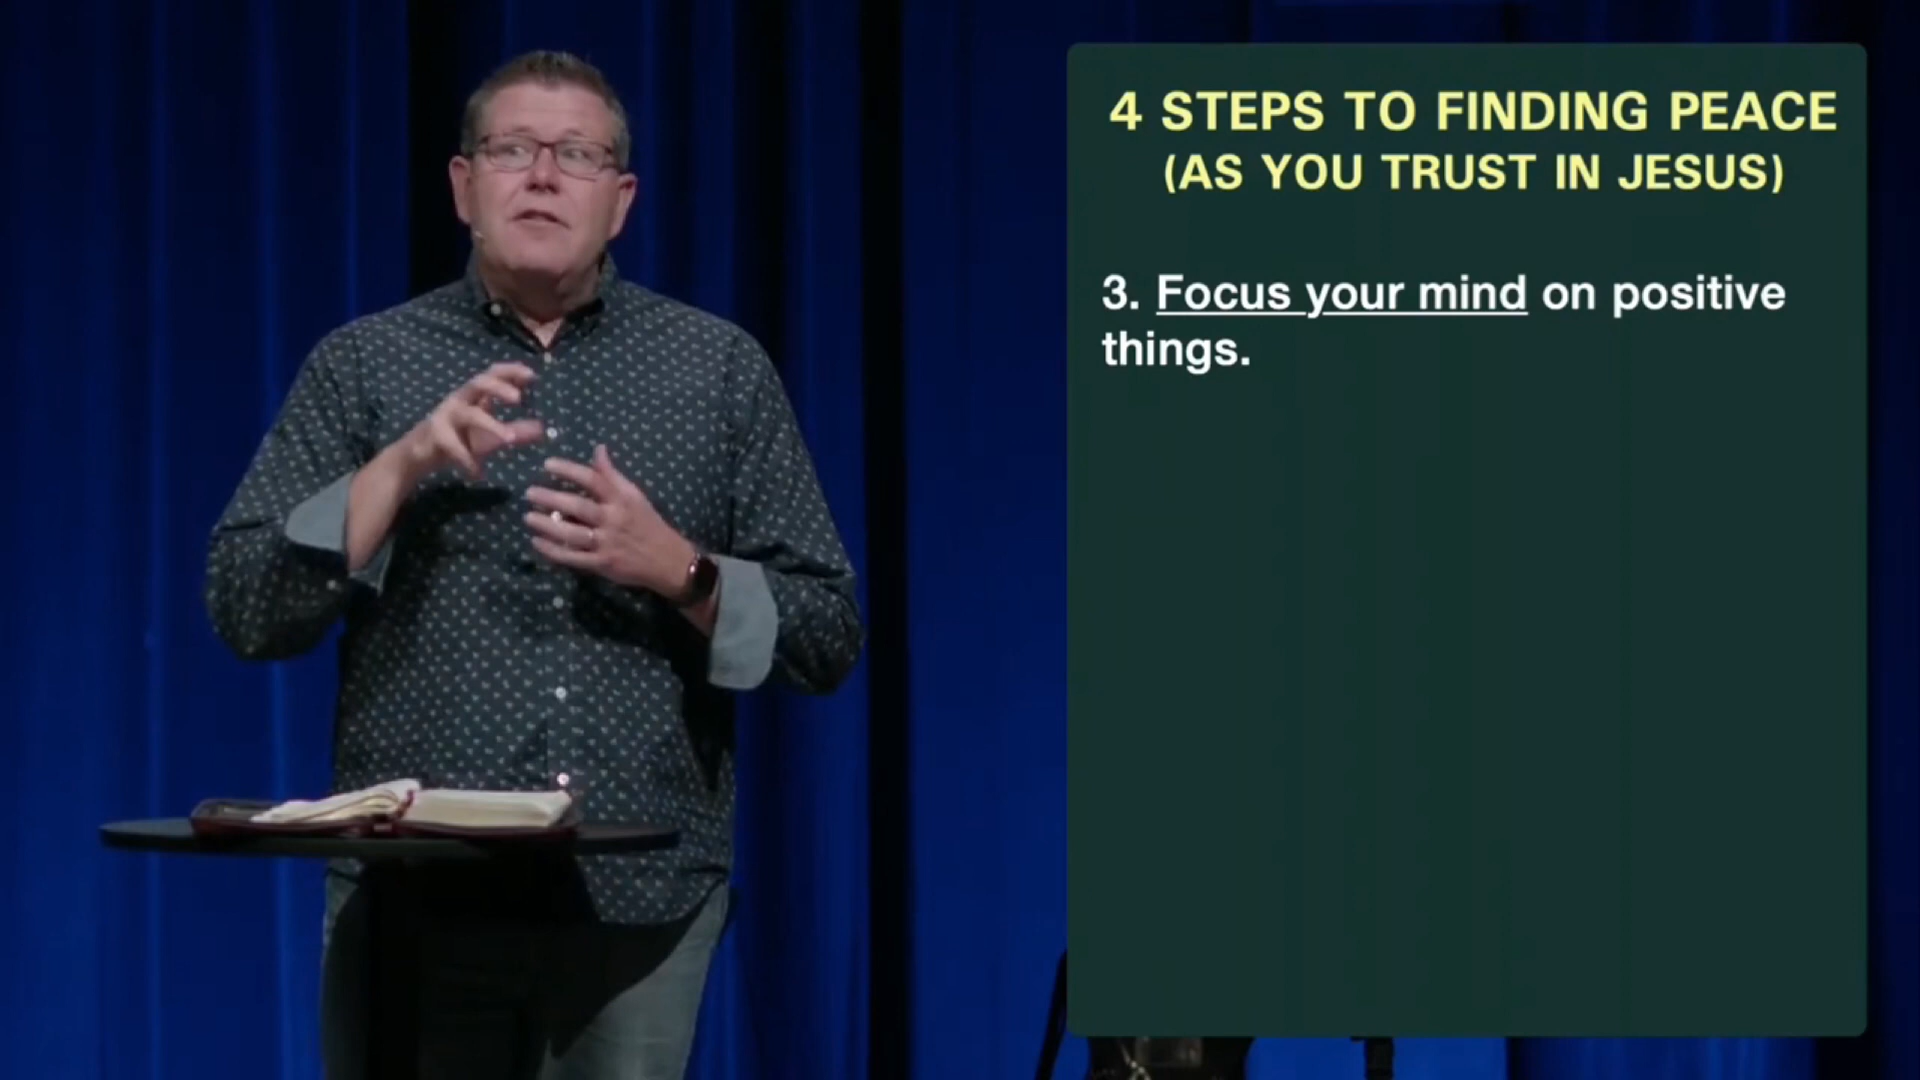 4 STEPS TO FINDING PEACE
(AS YOU TRUST IN JESUS)
3. Focus your mind on positive
things.